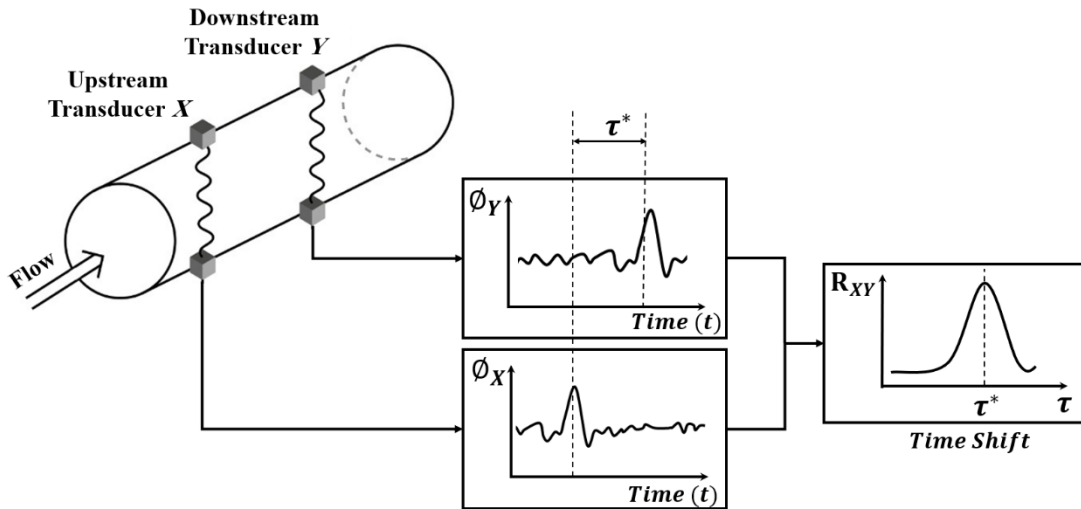 Downstream
Transducer Y
Upstream
Transducer X
Flow
τ*
∅Y
Time (t)
∅X
Time (t)
RXY
τ*
τ
Time Shift